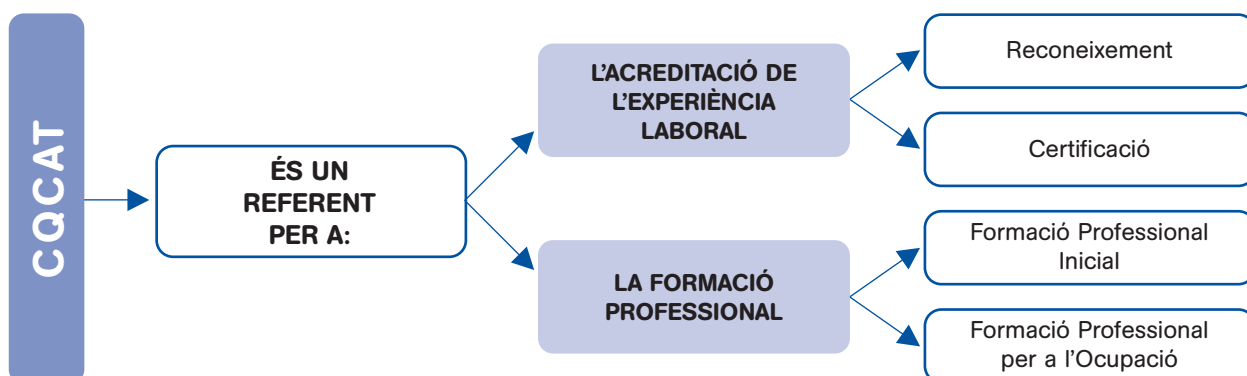 CQCAT
ÉS UN
REFERENT
PER A:
L’ACREDITACIÓ DE
L’EXPERIÈNCIA
LABORAL
Reconeixement
Certificació
LA FORMACIÓ
PROFESSIONAL
Formació Professional
Inicial
Formació Professional
per a l’Ocupació